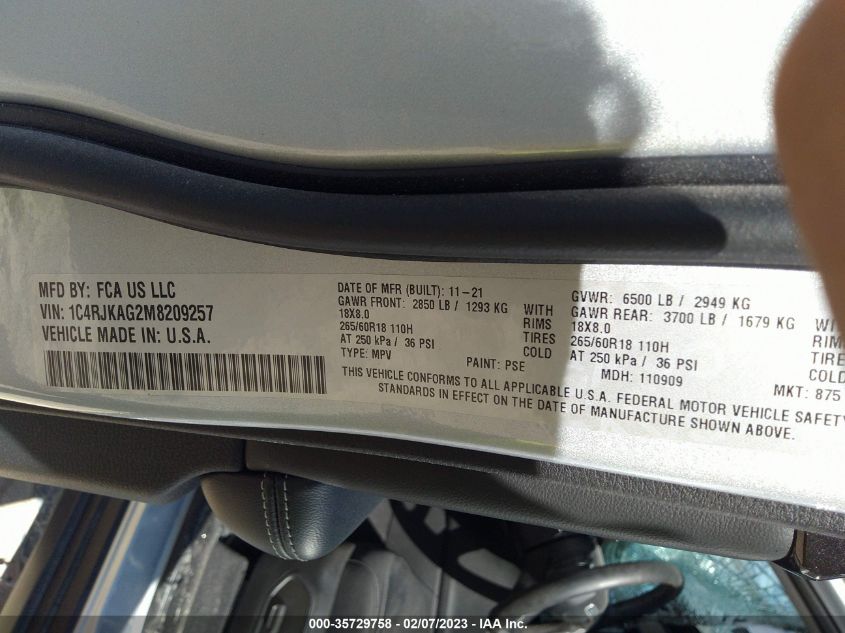 MFD BY: FCA US LLC
VIN: 1C4RJKAG2M8209257
VEHICLE MADE IN U.S.A.
DATE OF MFR (BUILT): 11-21
GAWR FRONT: 2850 LB / 1293 KG WITH
18X8.0 RIMS
265/60R18 110H TIRES
AT 250 kPa / 36 PSI COLD
TYPE: MPV PAINT: PSE
GVWR: 6500 LB / 2949 KG
GAWR REAR: 3700 LB / 1679 KG WITH
18X8.0 RIMS
265/60R18 110H TIRE
AT 250 kPa / 36 PSI COLD
MDH: 110909 MKT: 875
THIS VEHICLE CONFORMS TO ALL APPLICABLE U.S.A. FEDERAL MOTOR VEHICLE SAFETY
STANDARDS IN EFFECT ON THE DATE OF MANUFACTURE SHOWN ABOVE.
000-35729758 - 02/07/2023 - © IAA Inc.